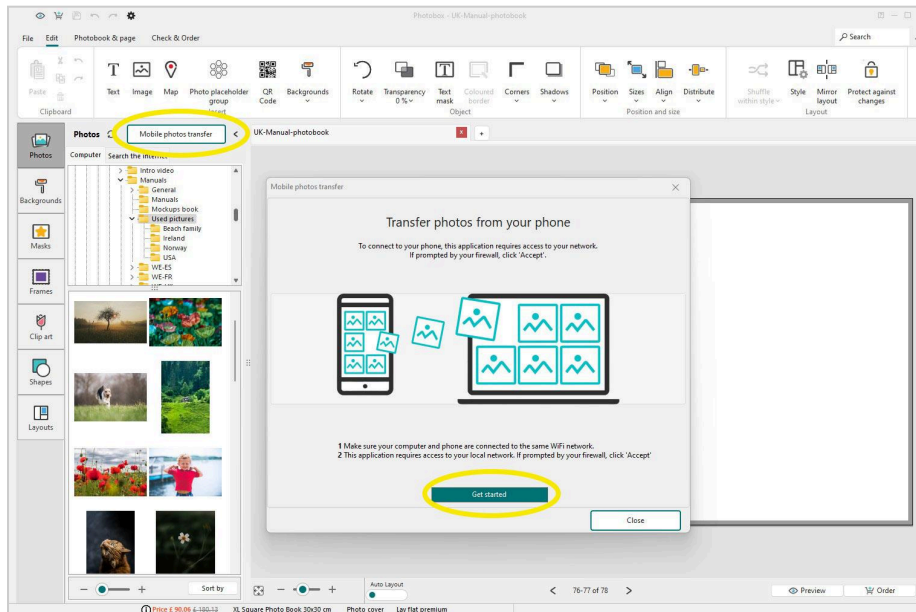 Photobox - UK-Manual-photobook
File Edit Photobook & page Check & Order Search
Paste
Clipboard
Text Image Map Photo placeholder group QR Code Backgrounds
Insert
Rotate Transparency 0 % Text mask Coloured border Corners Shadows
Object
Position Sizes Align Distribute
Position and size
Shuffle within style Style Mirror layout Protect against changes
Layout
Photos
Backgrounds
Masks
Frames
Clip art
Shapes
Layouts
Photos Mobile photos transfer
UK-Manual-photobook
Computer Search the internet
Intro video
Manuals
General
Manuals
Mockups book
Used pictures
Beach family
Ireland
Norway
USA
WE-ES
WE-FR
Mobile photos transfer
Transfer photos from your phone
To connect to your phone, this application requires access to your network.
If prompted by your firewall, click 'Accept'.
1 Make sure your computer and phone are connected to the same WiFi network.
2 This application requires access to your local network. If prompted by your firewall, click 'Accept'
Get started
Close
Sort by
Auto Layout
76-77 of 78
Preview
Order
Price £ 90.06 £ 180.12 XL Square Photo Book 30x30 cm Photo cover Lay flat premium